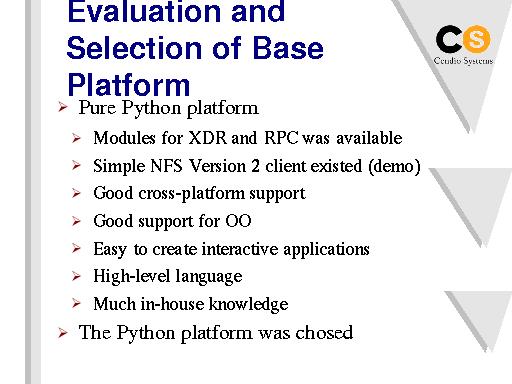 Evaluation and
Selection of Base
Platform
CS
Cendio Systems
Pure Python platform
Modules for XDR and RPC was available
Simple NFS Version 2 client existed (demo)
Good cross-platform support
Good support for OO
Easy to create interactive applications
High-level language
Much in-house knowledge
The Python platform was chosed